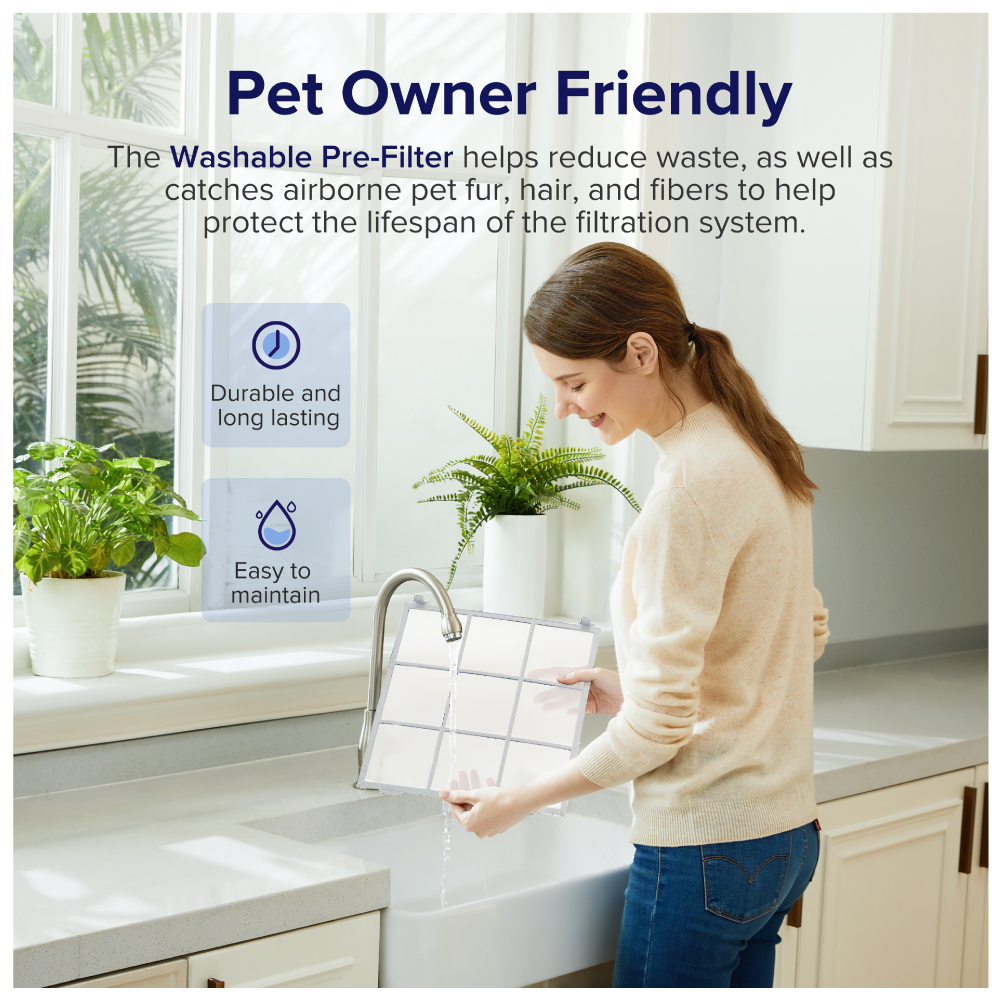 Pet Owner Friendly
The Washable Pre-Filter helps reduce waste, as well as
catches airborne pet fur, hair, and fibers to help
protect the lifespan of the filtration system.
Durable and
long lasting
Easy to
maintain